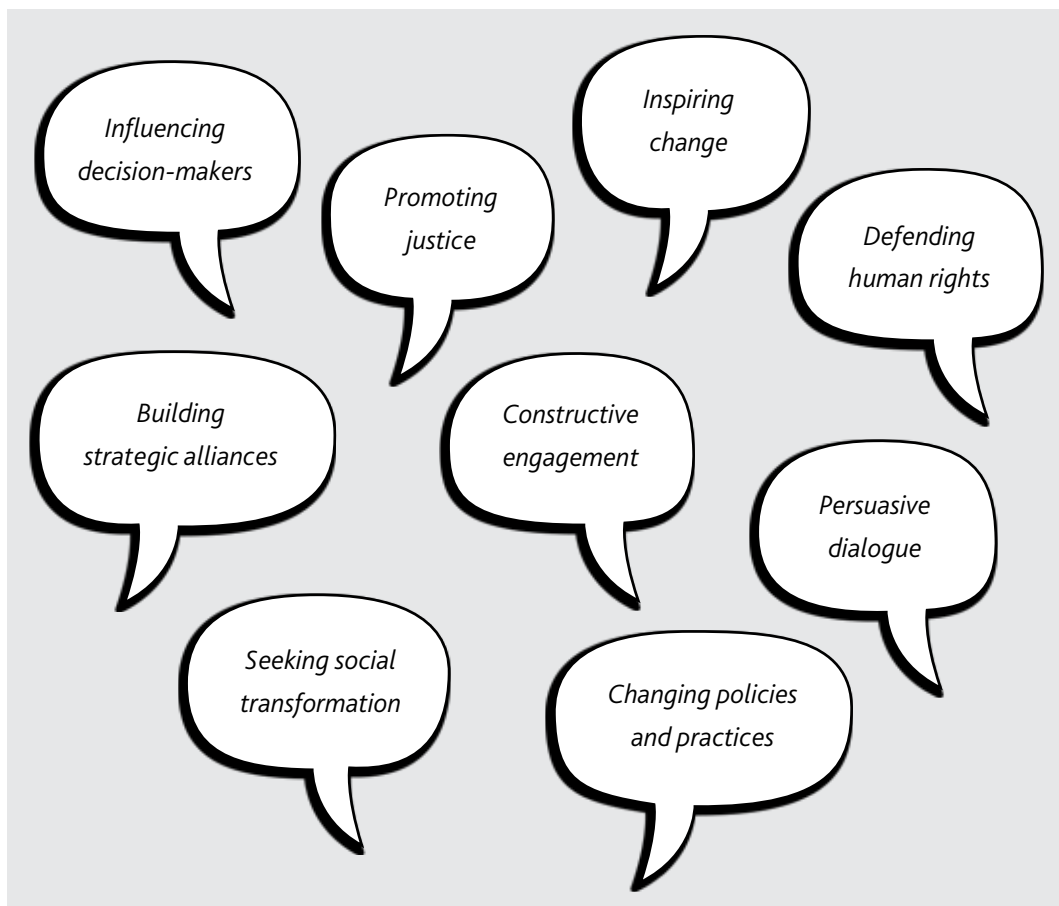 Influencing
decision-makers
Promoting
justice
Inspiring
change
Defending
human rights
Building
strategic alliances
Constructive
engagement
Persuasive
dialogue
Seeking social
transformation
Changing policies
and practices